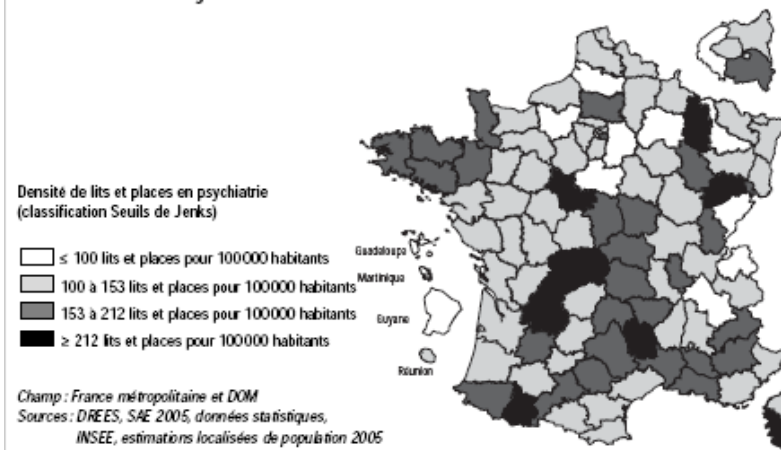 Densité de lits et places en psychiatrie
(classification Seuils de Jenks)
≤ 100 lits et places pour 100000 habitants
100 à 153 lits et places pour 100000 habitants
153 à 212 lits et places pour 100000 habitants
≥ 212 lits et places pour 100000 habitants
Guadaloupa
Martinique
Guyane
Réunion
Champ : France métropolitaine et DOM
Sources : DREES, SAE 2005, données statistiques,
INSEE, estimations localisées de population 2005